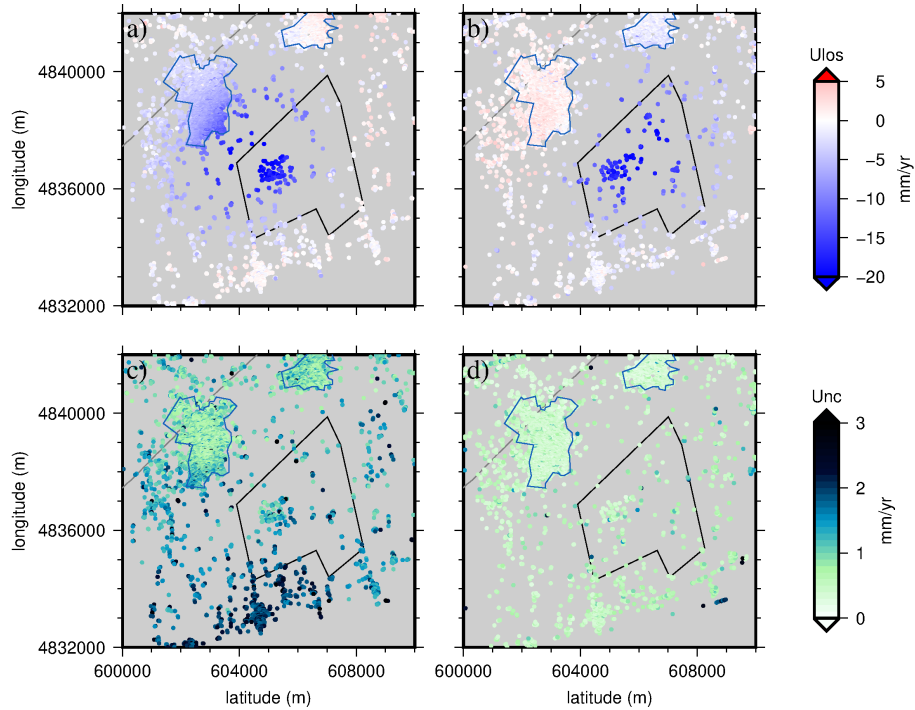 a)
b)
4840000
4836000
4832000
longitude (m)
Ulos
5
0
−5
−10
−15
−20
mm/yr
c)
d)
4840000
4836000
4832000
longitude (m)
600000
604000
608000
latitude (m)
600000
604000
608000
latitude (m)
Unc
3
2
1
0
mm/yr